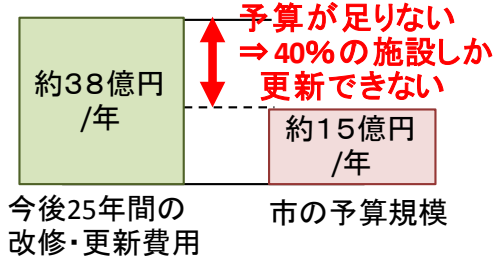 予算が足りない
⇒40％の施設しか
更新できない
約３８億円
/年
約１５億円
/年
今後25年間の
改修・更新費用
市の予算規模